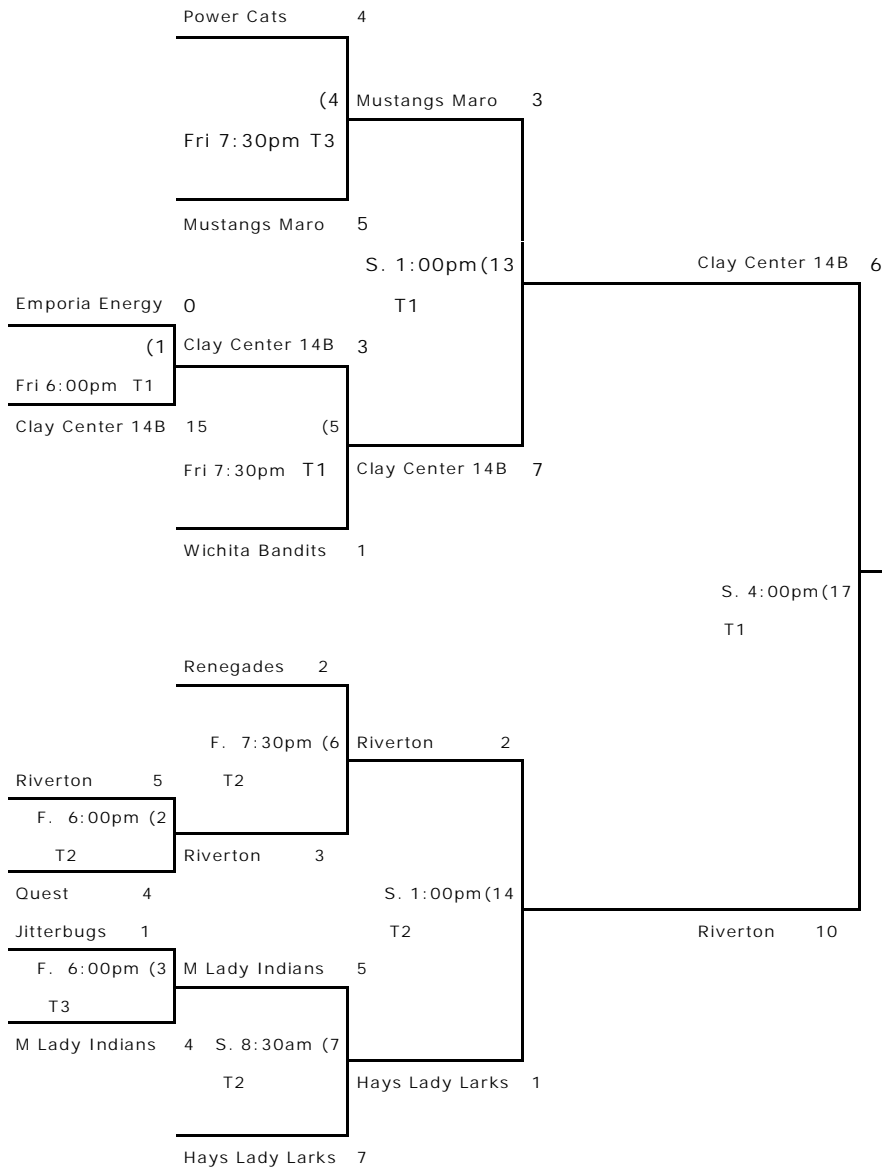 Power Cats 4
(4 Mustangs Maro 3
Fri 7:30pm T3
Mustangs Maro 5
S. 1:00pm(13 Clay Center 14B 6
Emporia Energy 0 T1
(1 Clay Center 14B 3
Fri 6:00pm T1
Clay Center 14B 15 (5
Fri 7:30pm T1 Clay Center 14B 7
Wichita Bandits 1
S. 4:00pm(17
T1
Renegades 2
F. 7:30pm (6 Riverton 2
Riverton 5 T2
F. 6:00pm (2
T2 Riverton 3
Quest 4 S. 1:00pm(14
Jitterbugs 1 T2 Riverton 10
F. 6:00pm (3 M Lady Indians 5
T3
M Lady Indians 4 S. 8:30am (7
T2 Hays Lady Larks 1
Hays Lady Larks 7